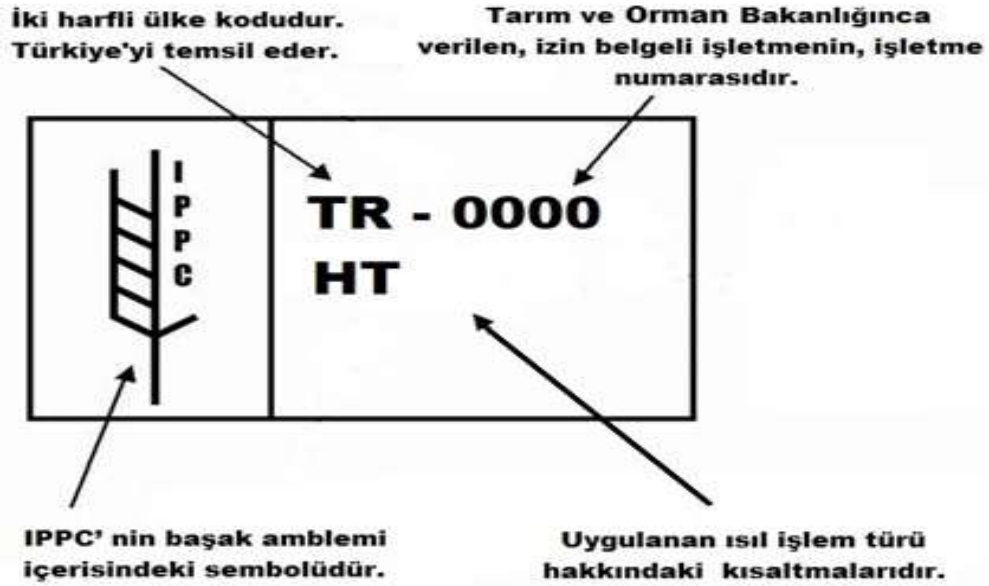 İki harfli ülke kodudur.
Türkiye'yi temsil eder.
Tarım ve Orman Bakanlığınca
verilen, izin belgeli işletmenin, işletme
numarasıdır.
I
P
P
C
TR - 0000
HT
IPPC' nin başak amblemi
içerisindeki sembolüdür.
Uygulanan ısıl işlem türü
hakkındaki kısaltmalarıdır.